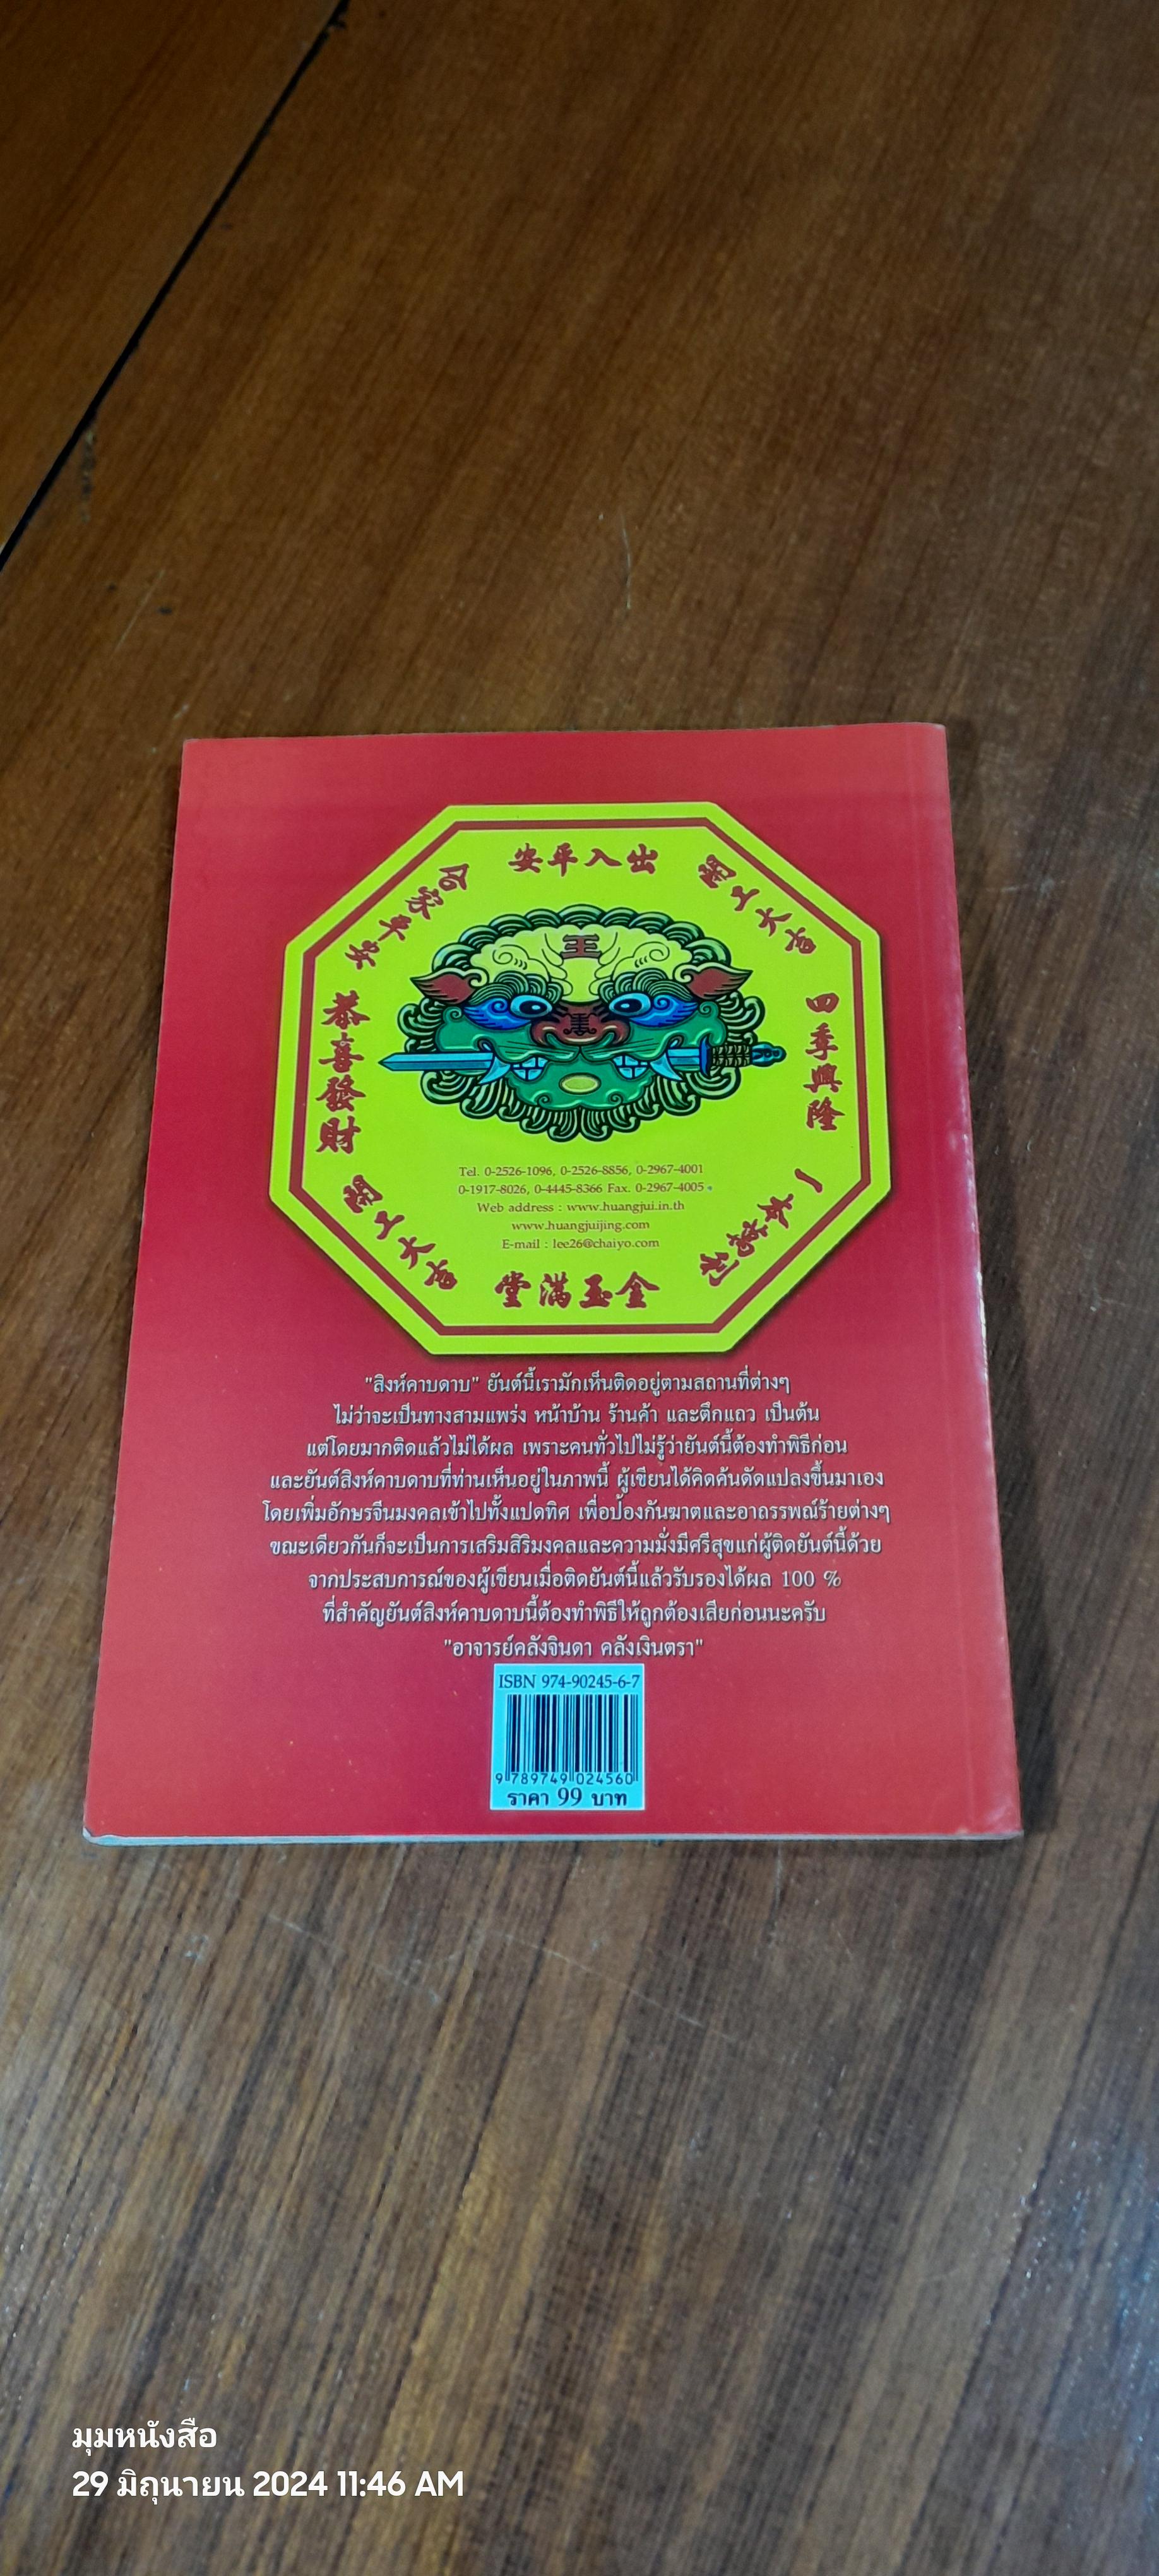 安平入出
開工大吉
合家平安
四季興隆
恭喜發財
王
一本萬利
開工大吉
堂滿玉金
Tel. 0-2526-1096, 0-2526-8856, 0-2967-4001
0-1917-8026, 0-4445-8366 Fax. 0-2967-4005
Web address : www.huangjui.in.th
www.huangjuijing.com
E-mail : lee26@chaiyo.com
"สิงห์คาบดาบ" ยันต์นี้เรามักเห็นติดอยู่ตามสถานที่ต่างๆ
ไม่ว่าจะเป็นทางสามแพร่ง หน้าบ้าน ร้านค้า และตึกแถว เป็นต้น
แต่โดยมากติดแล้วไม่ได้ผล เพราะคนทั่วไปไม่รู้ว่ายันต์นี้ต้องทำพิธีก่อน
และยันต์สิงห์คาบดาบที่ท่านเห็นอยู่ในภาพนี้ ผู้เขียนได้คิดค้นดัดแปลงขึ้นมาเอง
โดยเพิ่มอักษรจีนมงคลเข้าไปทั้งแปดทิศ เพื่อป้องกันฆาตและอาถรรพณ์ร้ายต่างๆ
ขณะเดียวกันก็จะเป็นการเสริมสิริมงคลและความมั่งมีศรีสุขแก่ผู้ติดยันต์นี้ด้วย
จากประสบการณ์ของผู้เขียนเมื่อติดยันต์นี้แล้วรับรองได้ผล 100 %
ที่สำคัญยันต์สิงห์คาบดาบนี้ต้องทำพิธีให้ถูกต้องเสียก่อนนะครับ
"อาจารย์คลังจินดา คลังเงินตรา"
ISBN 974-90245-6-7
9 789749 024560
ราคา 99 บาท
มุมหนังสือ
29 มิถุนายน 2024 11:46 AM